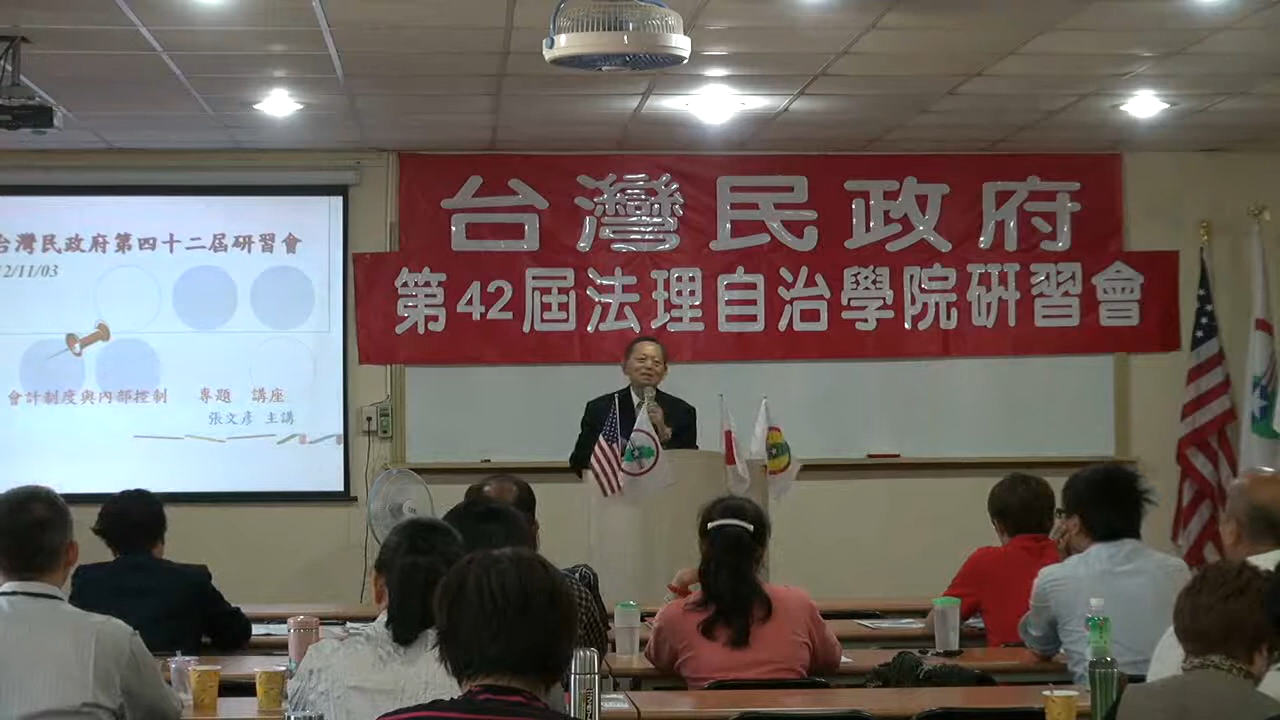 台灣民政府
第42屆法理自治學院硏習會
台灣民政府第四十二屆研習會
12/11/03
會計制度與內部控制 專題 講座
張文彥 主講